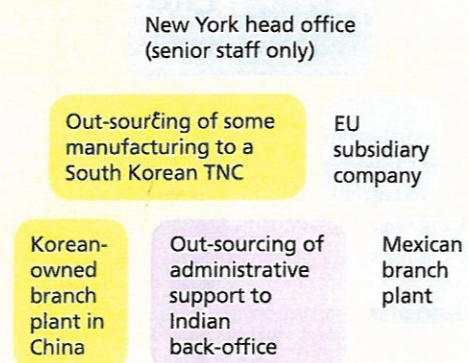 New York head office
(senior staff only)
Out-sourcing of some
manufacturing to a
South Korean TNC
EU
subsidiary
company
Korean-
owned
branch
plant in
China
Out-sourcing of
administrative
support to
Indian
back-office
Mexican
branch
plant